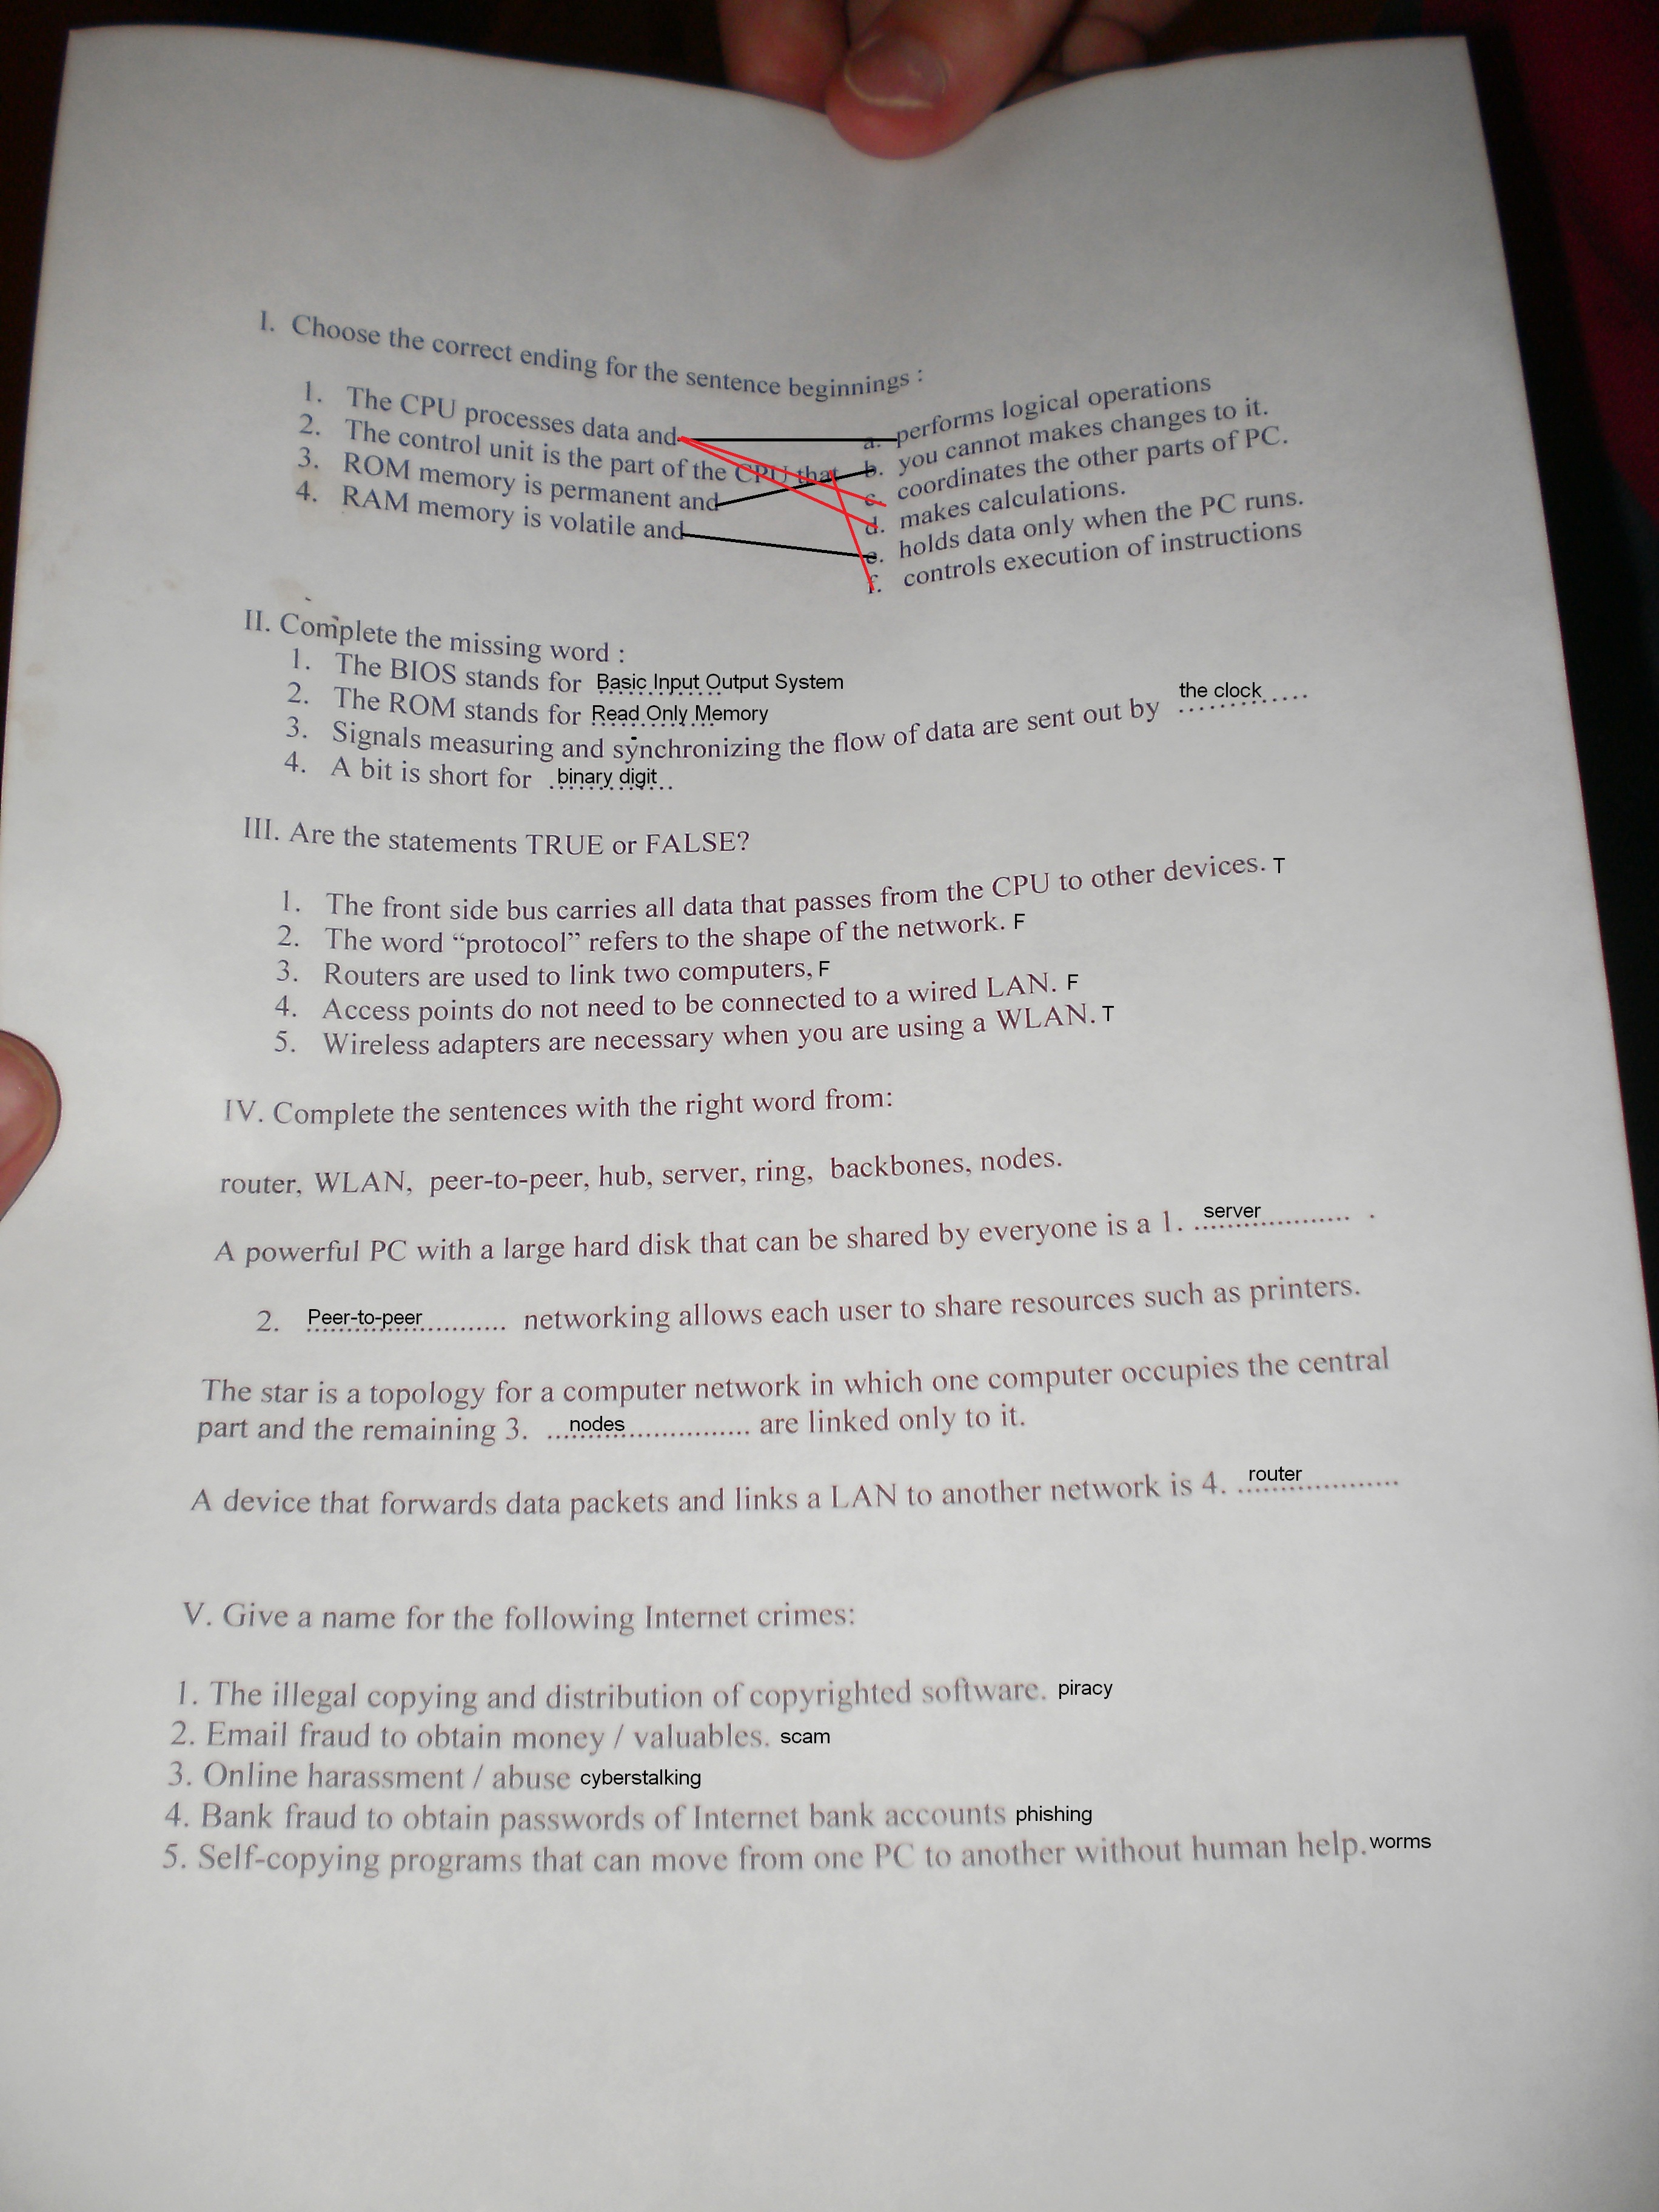 I. Choose the correct ending for the sentence beginnings :
1. The CPU processes data and
2. The control unit is the part of the CPU that
3. ROM memory is permanent and
4. RAM memory is volatile and
a. performs logical operations
b. you cannot makes changes to it.
c. coordinates the other parts of PC.
d. makes calculations.
e. holds data only when the PC runs.
f. controls execution of instructions
II. Complete the missing word :
1. The BIOS stands for Basic Input Output System
2. The ROM stands for Read Only Memory
3. Signals measuring and synchronizing the flow of data are sent out by the clock
4. A bit is short for binary digit
III. Are the statements TRUE or FALSE?
1. The front side bus carries all data that passes from the CPU to other devices. T
2. The word “protocol” refers to the shape of the network. F
3. Routers are used to link two computers, F
4. Access points do not need to be connected to a wired LAN. F
5. Wireless adapters are necessary when you are using a WLAN. T
IV. Complete the sentences with the right word from:
router, WLAN, peer-to-peer, hub, server, ring, backbones, nodes.
A powerful PC with a large hard disk that can be shared by everyone is a 1. server .
2. Peer-to-peer networking allows each user to share resources such as printers.
The star is a topology for a computer network in which one computer occupies the central
part and the remaining 3. nodes are linked only to it.
A device that forwards data packets and links a LAN to another network is 4. router
V. Give a name for the following Internet crimes:
1. The illegal copying and distribution of copyrighted software. piracy
2. Email fraud to obtain money / valuables. scam
3. Online harassment / abuse cyberstalking
4. Bank fraud to obtain passwords of Internet bank accounts phishing
5. Self-copying programs that can move from one PC to another without human help. worms